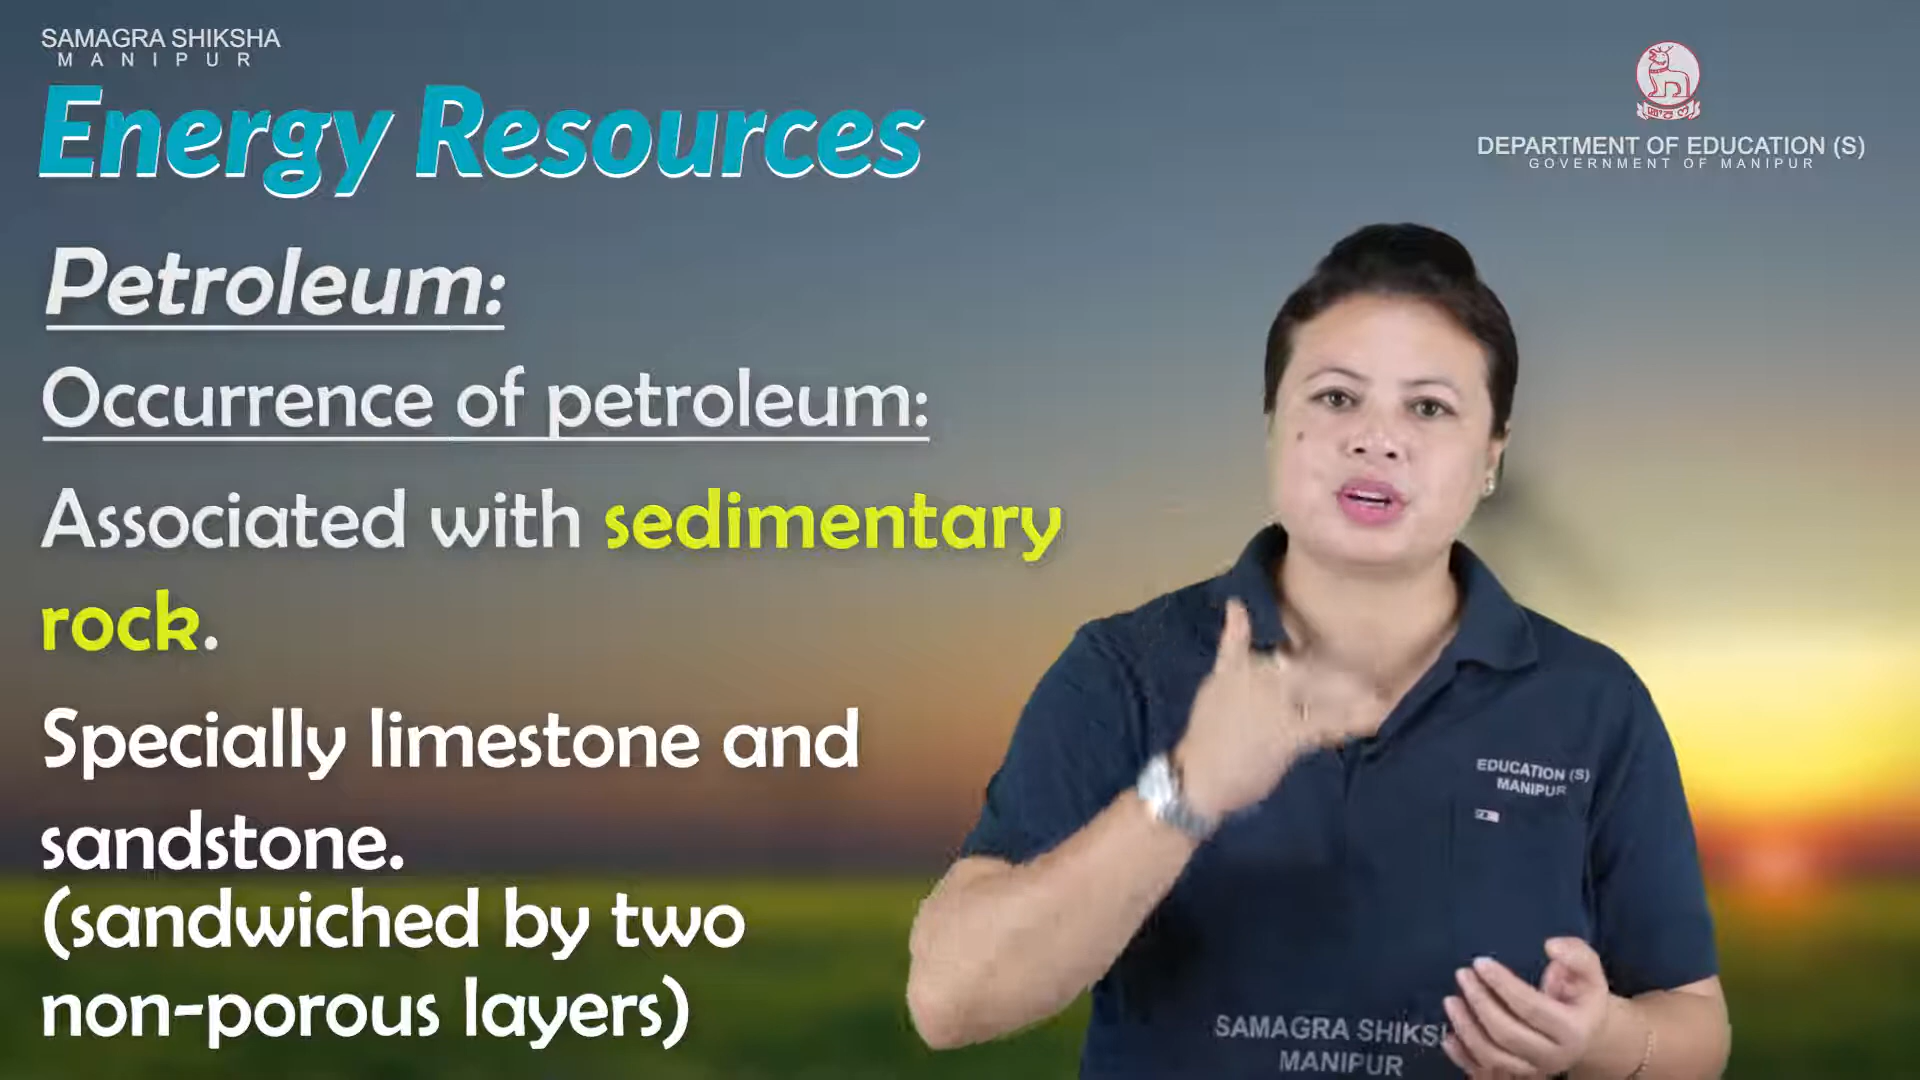 SAMAGRA SHIKSHA
MANIPUR
Energy Resources
DEPARTMENT OF EDUCATION (S)
GOVERNMENT OF MANIPUR
Petroleum:
Occurrence of petroleum:
Associated with sedimentary
rock.
Specially limestone and
sandstone.
(sandwiched by two
non-porous layers)
EDUCATION (S)
MANIPUR
SAMAGRA SHIKS
MANIPUR